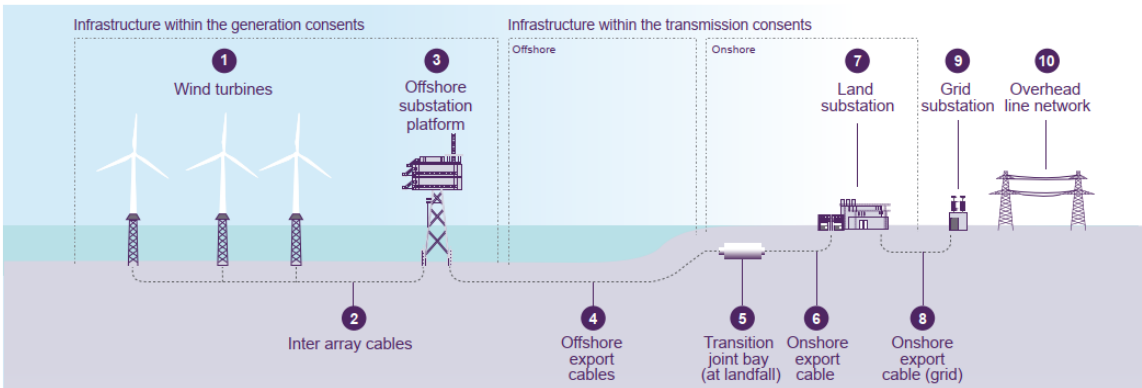 Infrastructure within the generation consents
Infrastructure within the transmission consents
Offshore
Onshore
1
Wind turbines
3
Offshore
substation
platform
7
Land
substation
9
Grid
substation
10
Overhead
line network
2
Inter array cables
4
Offshore
export
cables
5
Transition
joint bay
(at landfall)
6
Onshore
export
cable
8
Onshore
export
cable (grid)